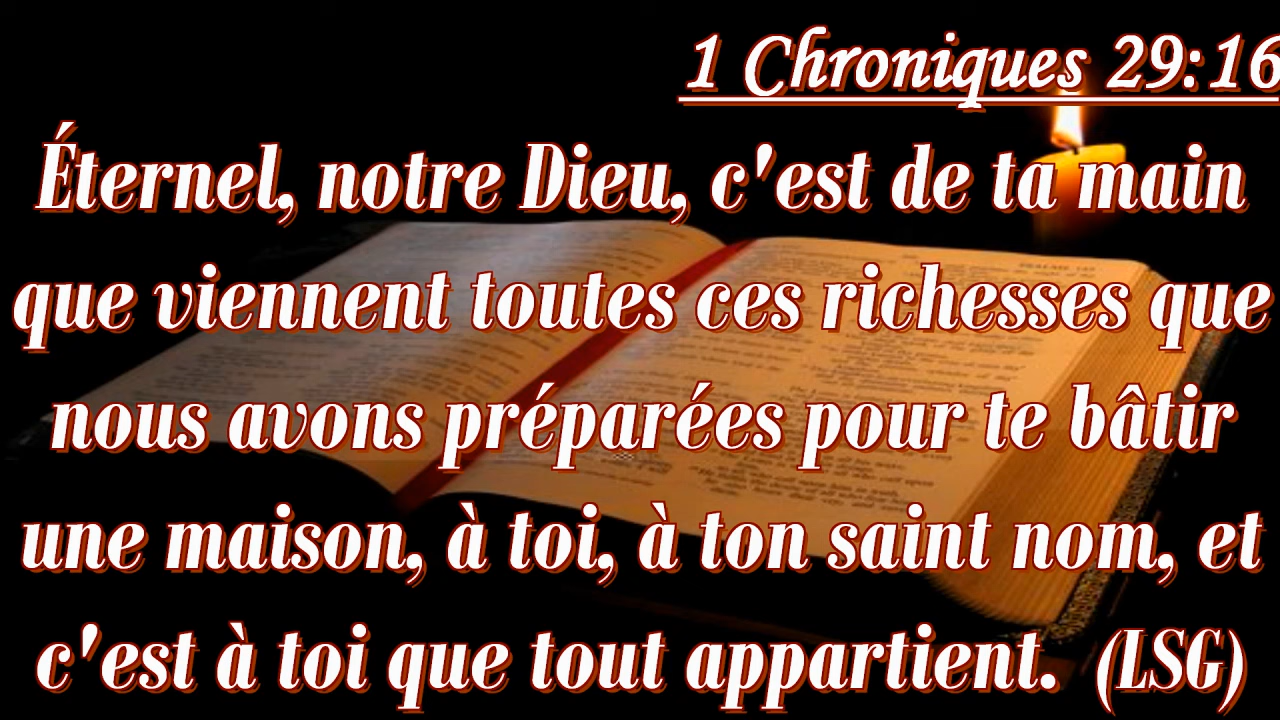 1 Chroniques 29:16
Éternel, notre Dieu, c'est de ta main
que viennent toutes ces richesses que
nous avons préparées pour te bâtir
une maison, à toi, à ton saint nom, et
c'est à toi que tout appartient. (LSG)